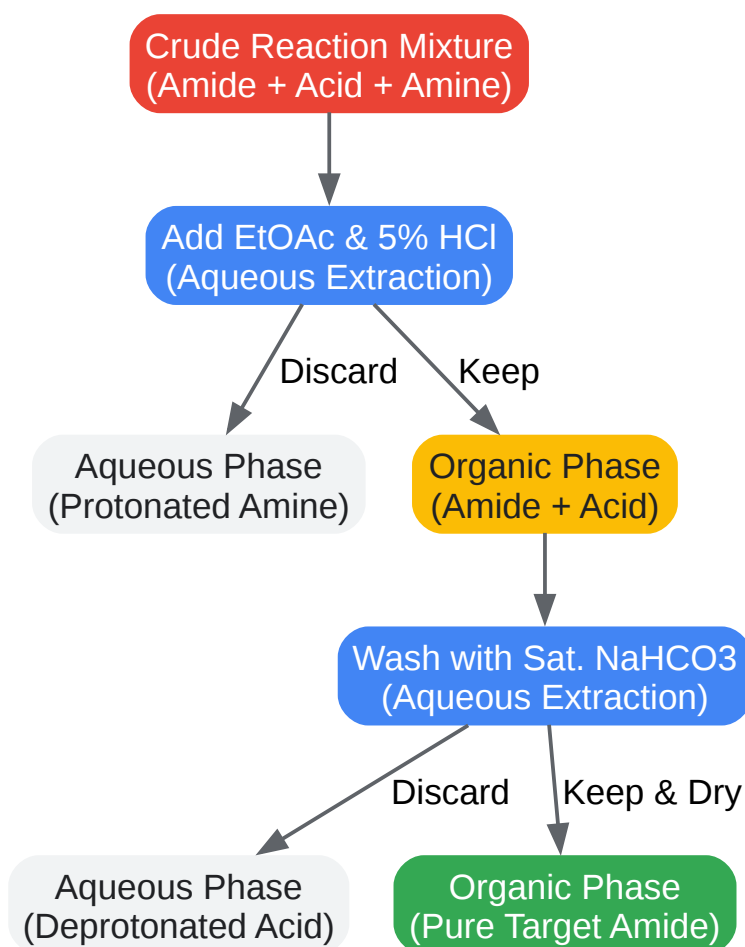 Crude Reaction Mixture
(Amide + Acid + Amine)
Add EtOAc & 5% HCl
(Aqueous Extraction)
Discard
Keep
Aqueous Phase
(Protonated Amine)
Organic Phase
(Amide + Acid)
Wash with Sat. NaHCO3
(Aqueous Extraction)
Discard
Keep & Dry
Aqueous Phase
(Deprotonated Acid)
Organic Phase
(Pure Target Amide)